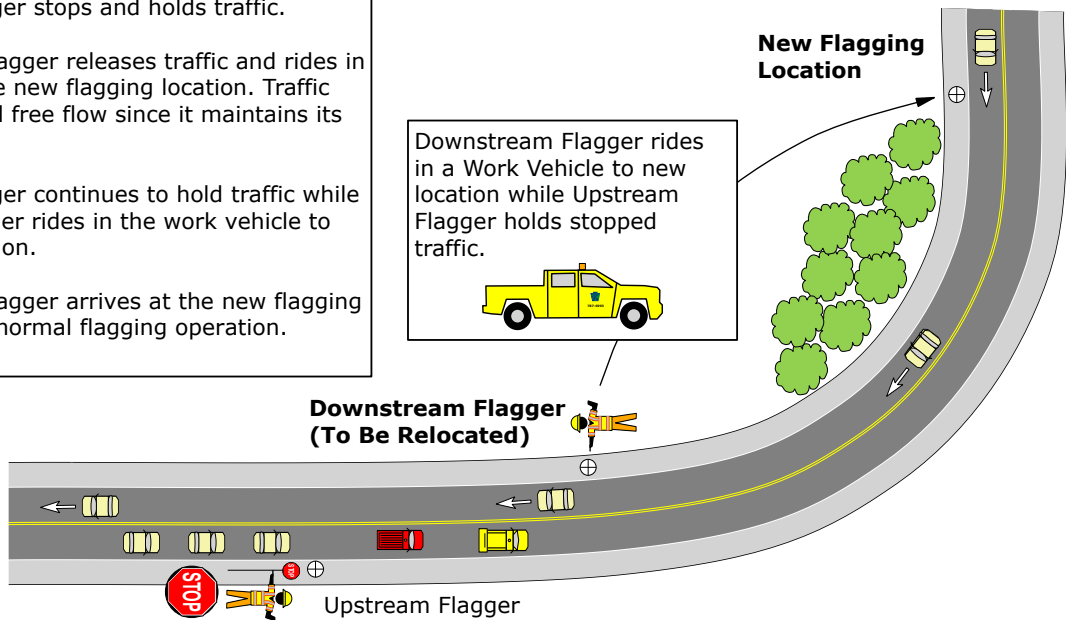 ger stops and holds traffic.
agger releases traffic and rides in
e new flagging location. Traffic
d free flow since it maintains its
ger continues to hold traffic while
er rides in the work vehicle to
on.
agger arrives at the new flagging
normal flagging operation.
New Flagging
Location
Downstream Flagger rides
in a Work Vehicle to new
location while Upstream
Flagger holds stopped
traffic.
Downstream Flagger
(To Be Relocated)
STOP
STOP
Upstream Flagger